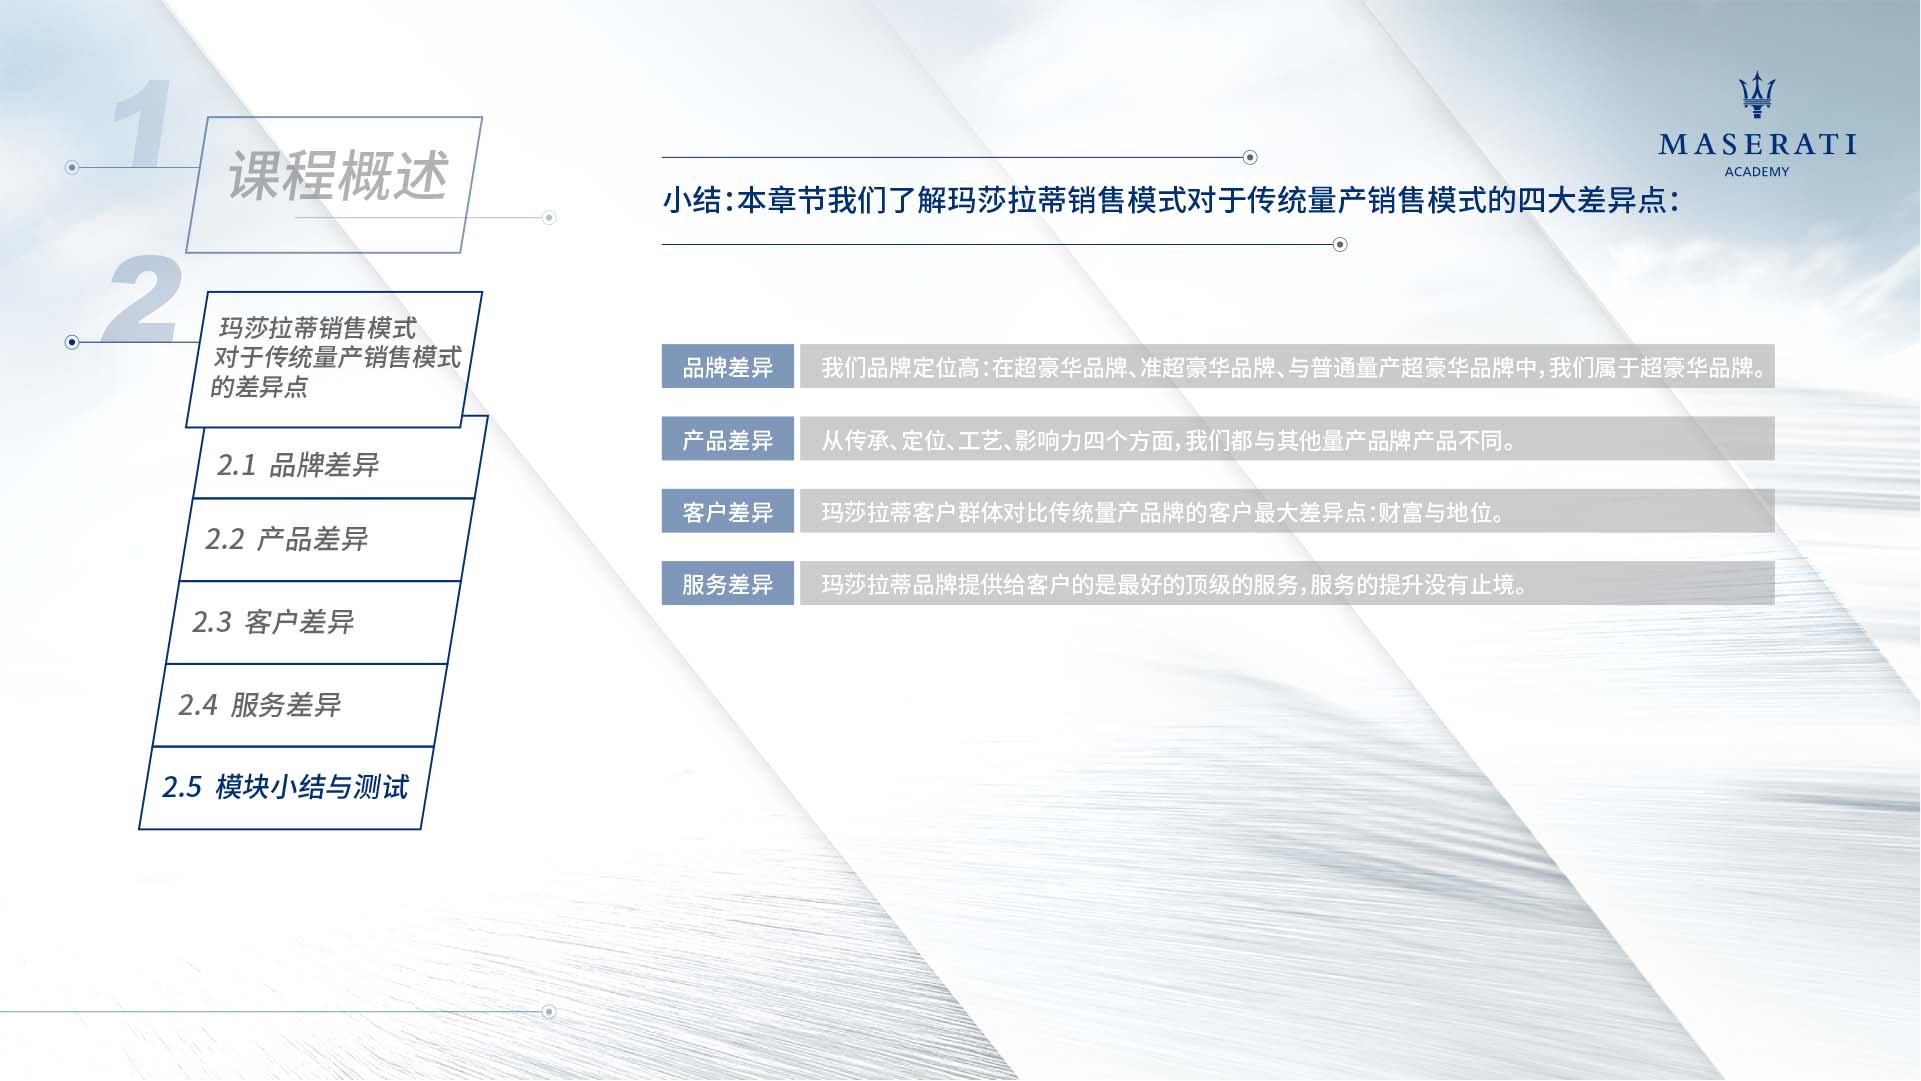 1
课程概述
2
玛莎拉蒂销售模式
对于传统量产销售模式
的差异点
2.1 品牌差异
2.2 产品差异
2.3 客户差异
2.4 服务差异
2.5 模块小结与测试
MASERATI
ACADEMY
小结：本章节我们了解玛莎拉蒂销售模式对于传统量产销售模式的四大差异点：
品牌差异 我们品牌定位高：在超豪华品牌、准超豪华品牌、与普通量产超豪华品牌中，我们属于超豪华品牌。
产品差异 从传承、定位、工艺、影响力四个方面，我们都与其他量产品牌产品不同。
客户差异 玛莎拉蒂客户群体对比传统量产品牌的客户最大差异点：财富与地位。
服务差异 玛莎拉蒂品牌提供给客户的是最好的顶级的服务，服务的提升没有止境。